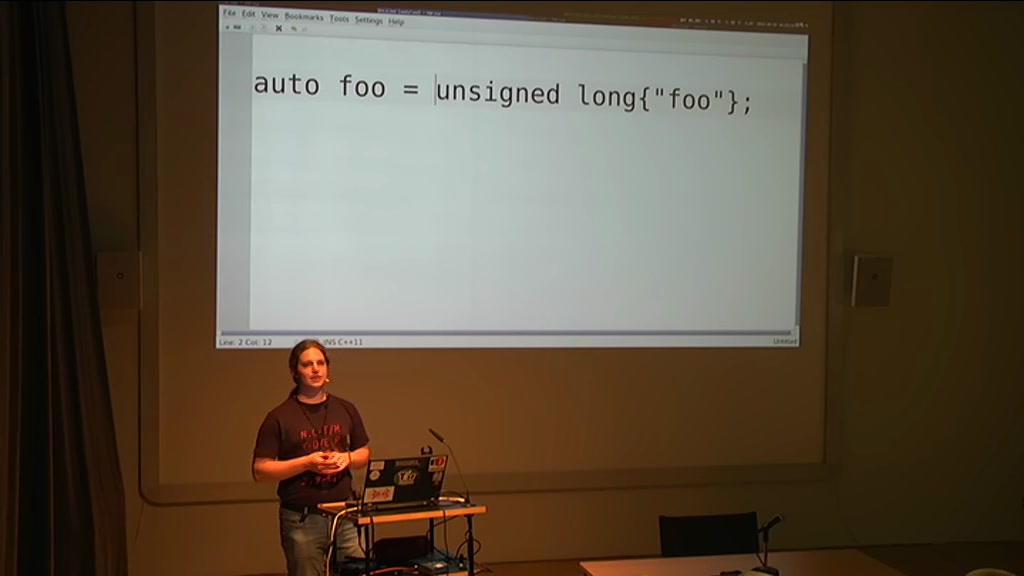 File Edit View Bookmarks Tools Settings Help
auto foo = unsigned long{"foo"};
Line: 2 Col: 12
INS C++11
Untitled